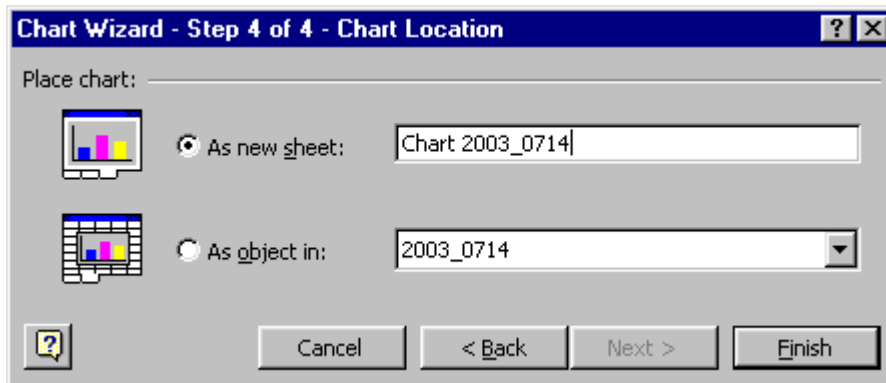 Chart Wizard - Step 4 of 4 - Chart Location
Place chart:
As new sheet: Chart 2003_0714
As object in: 2003_0714
Cancel < Back Next > Finish